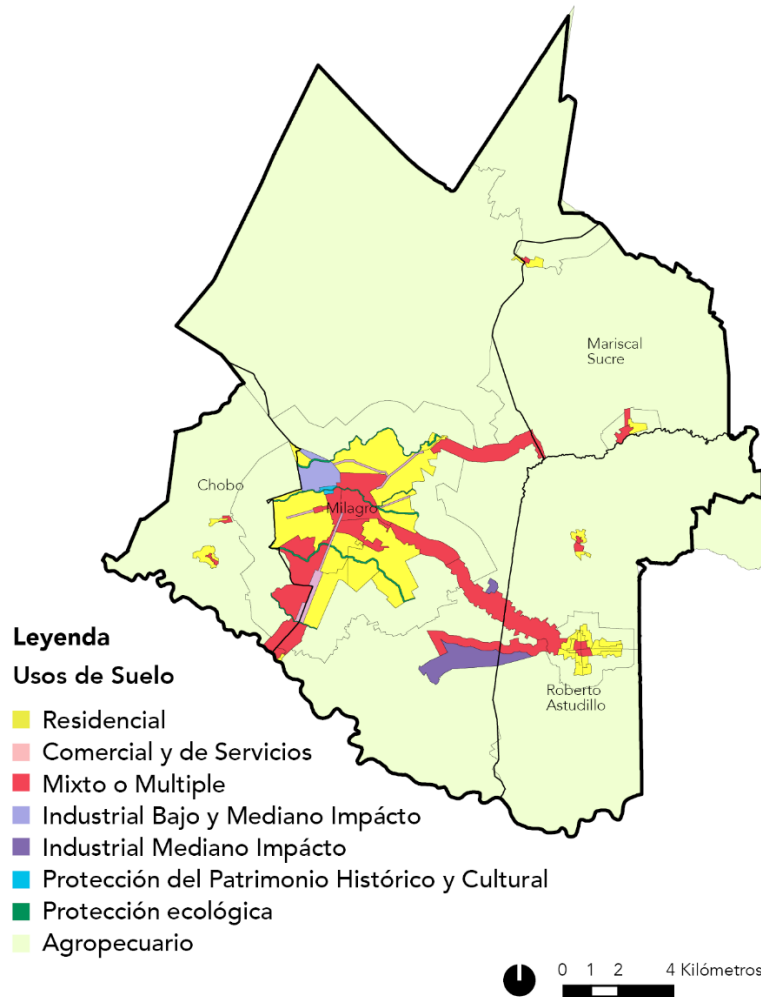 Mariscal
Sucre
Chobo
Milagro
Roberto
Astudillo
Leyenda
Usos de Suelo
Residencial
Comercial y de Servicios
Mixto o Multiple
Industrial Bajo y Mediano Impácto
Industrial Mediano Impácto
Protección del Patrimonio Histórico y Cultural
Protección ecológica
Agropecuario
0 1 2 4 Kilómetros